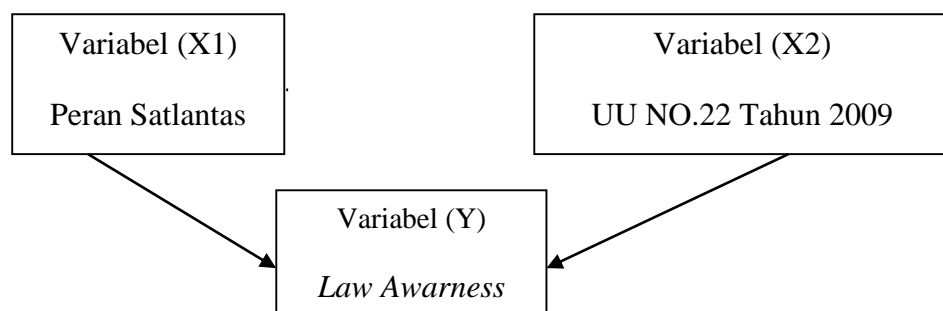 Variabel (X1)
Peran Satlantas
Variabel (X2)
UU NO.22 Tahun 2009
Variabel (Y)
Law Awarness